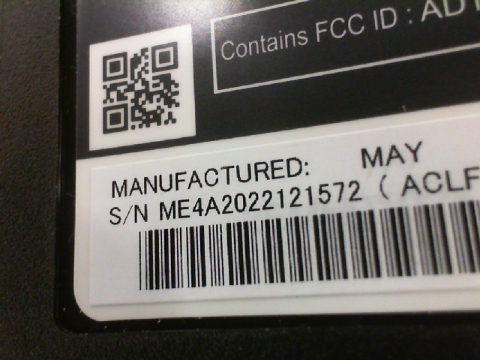 Contains FCC ID : AD
MANUFACTURED: MAY
S/N ME4A2022121572 ( ACLF